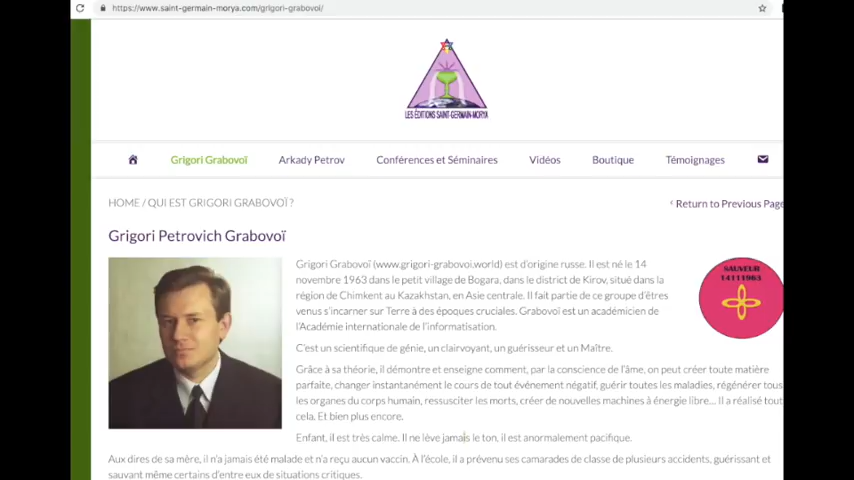 https://www.saint-germain-morya.com/grigori-grabovoi/
LES ÉDITIONS SAINT-GERMAIN-MORYA
Grigori Grabovoï
Arkady Petrov
Conférences et Séminaires
Vidéos
Boutique
Témoignages
HOME / QUI EST GRIGORI GRABOVOÏ ?
‹ Return to Previous Page
Grigori Petrovich Grabovoï
Grigori Grabovoï (www.grigori-grabovoi.world) est d'origine russe. Il est né le 14
novembre 1963 dans le petit village de Bogara, dans le district de Kirov, situé dans la
région de Chimkent au Kazakhstan, en Asie centrale. Il fait partie de ce groupe d'êtres
venus s'incarner sur Terre à des époques cruciales. Grabovoï est un académicien de
l'Académie internationale de l'informatisation.
SAUVEUR
14111963
C'est un scientifique de génie, un clairvoyant, un guérisseur et un Maître.
Grâce à sa théorie, il démontre et enseigne comment, par la conscience de l'âme, on peut créer toute matière
parfaite, changer instantanément le cours de tout événement négatif, guérir toutes les maladies, régénérer tous
les organes du corps humain, ressusciter les morts, créer de nouvelles machines à énergie libre... Il a réalisé tout
cela. Et bien plus encore.
Enfant, il est très calme. Il ne lève jamais le ton, il est anormalement pacifique.
Aux dires de sa mère, il n'a jamais été malade et n'a reçu aucun vaccin. À l'école, il a prévenu ses camarades de classe de plusieurs accidents, guérissant et
sauvant même certains d'entre eux de situations critiques.